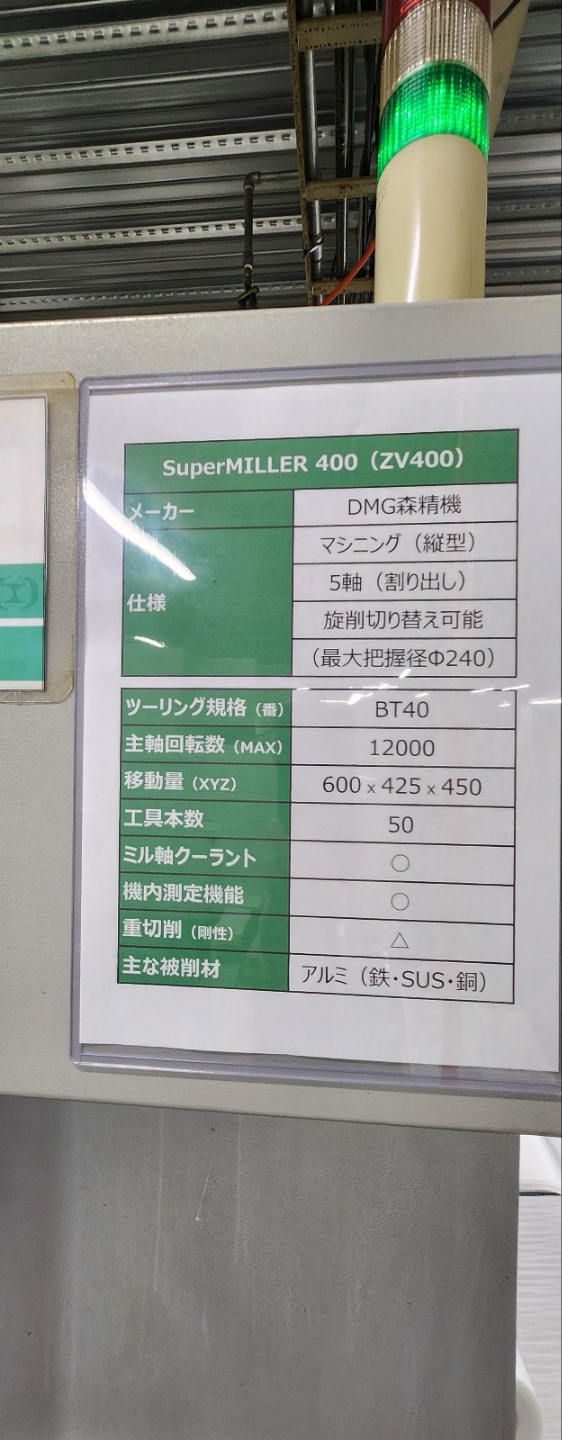 SuperMILLER 400（ZV400）
メーカー DMG森精機
仕様 マシニング（縦型）
5軸（割り出し）
旋削切り替え可能
（最大把握径Φ240）
ツーリング規格（番） BT40
主軸回転数（MAX） 12000
移動量（XYZ） 600 x 425 x 450
工具本数 50
ミル軸クーラント ○
機内測定機能 ○
重切削（剛性） △
主な被削材 アルミ（鉄・SUS・銅）